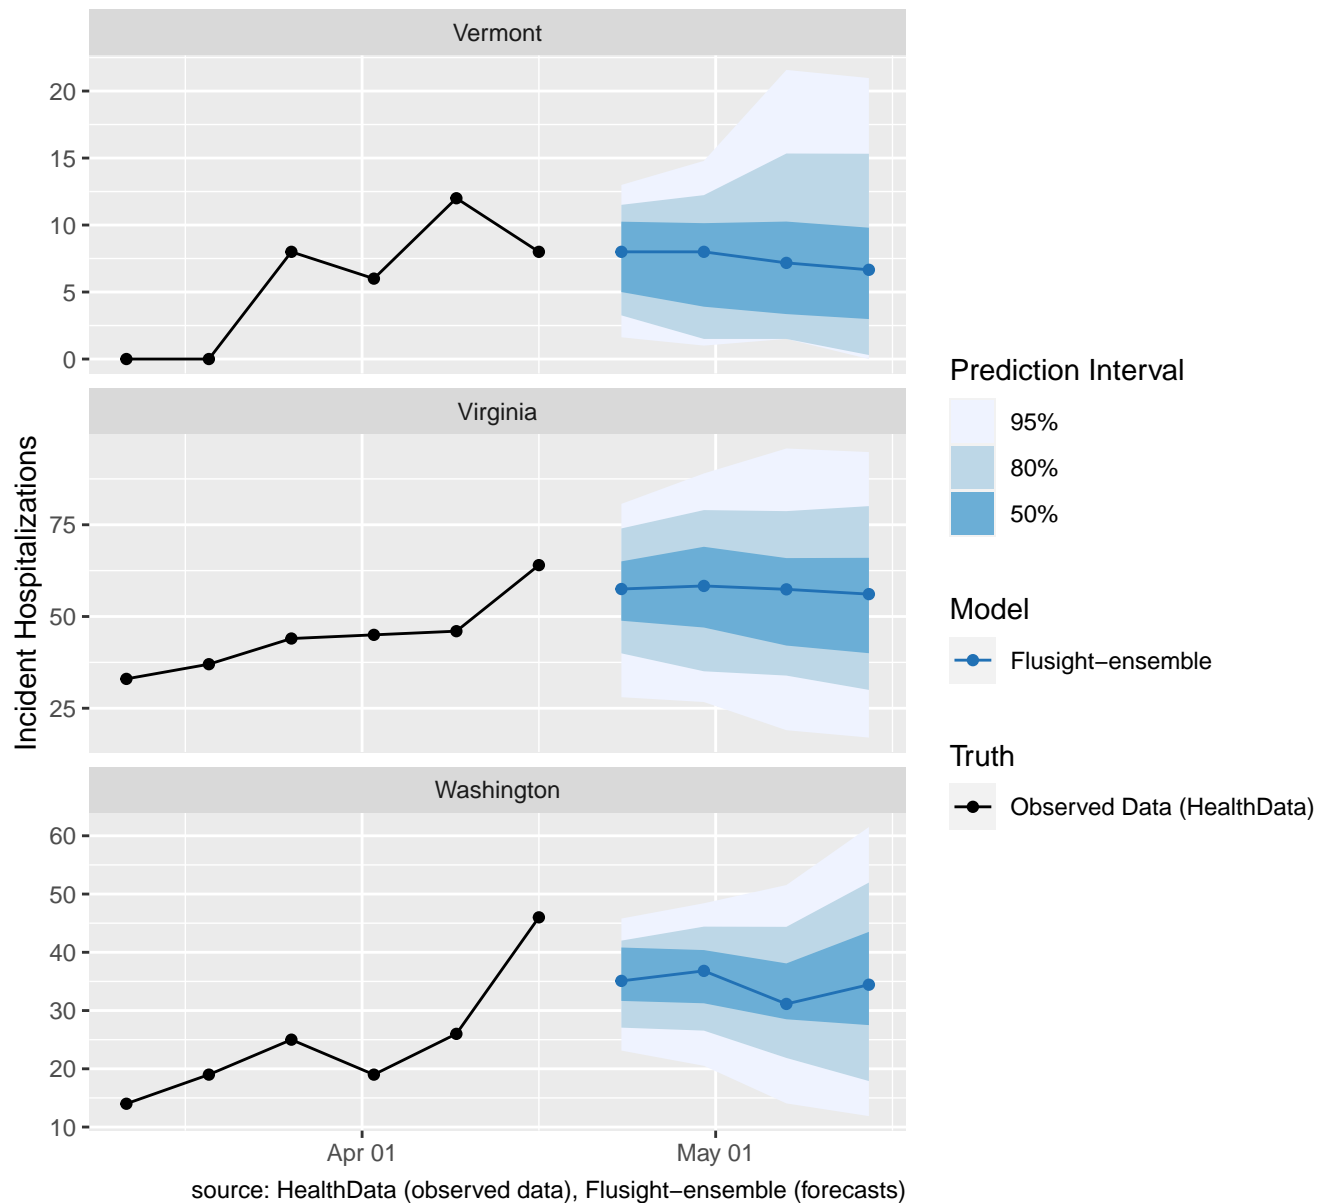 Vermont
20
15
10
5
0
Virginia
75
50
25
Washington
60
50
40
30
20
10
Incident Hospitalizations
Apr 01
May 01
source: HealthData (observed data), Flusight−ensemble (forecasts)
Prediction Interval
95%
80%
50%
Model
Flusight−ensemble
Truth
Observed Data (HealthData)